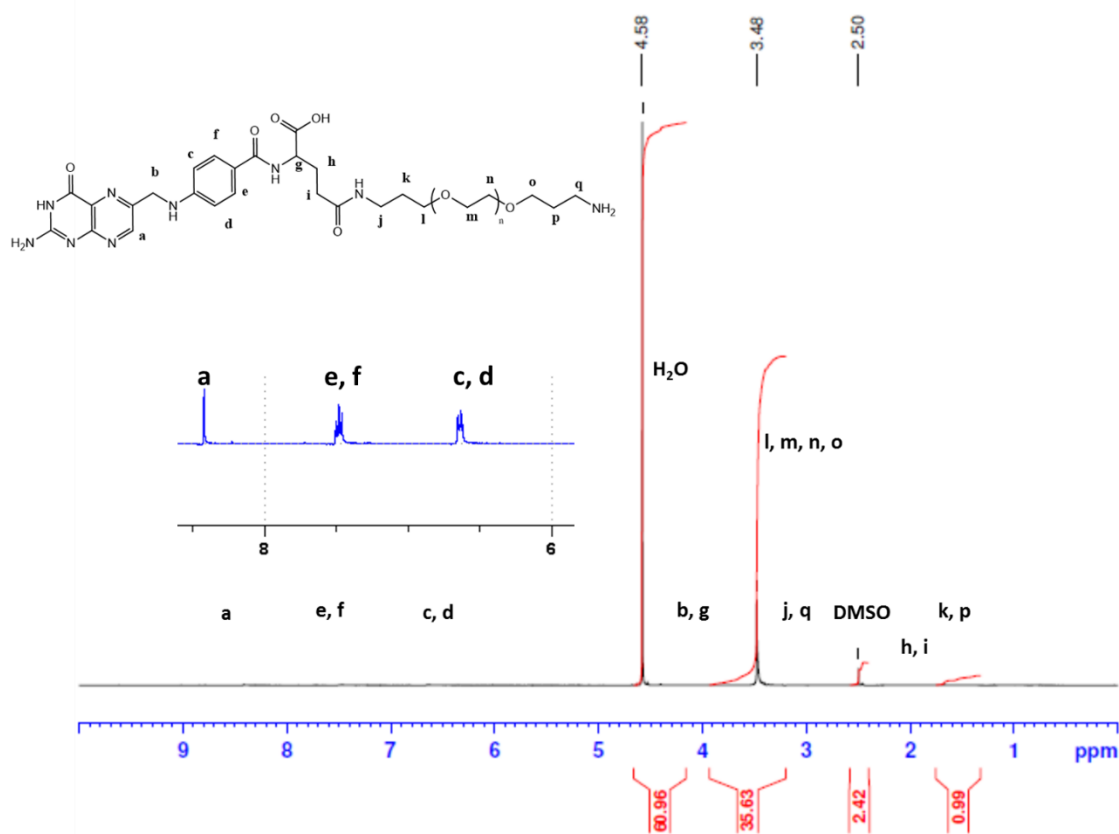 4.58
3.48
2.50
O
OH
O
f
g
h
c
b
O
N
H
k
n
o
q
O
N
HN
N
H
e
i
H
N
O
O
NH₂
d
O
j
l
m
n
p
H₂N
N
N
a
H₂O
a
e, f
c, d
l, m, n, o
8
6
a
e, f
c, d
b, g
j, q
DMSO
k, p
h, i
9
8
7
6
5
4
3
2
1
ppm
60.96
35.63
2.42
0.99